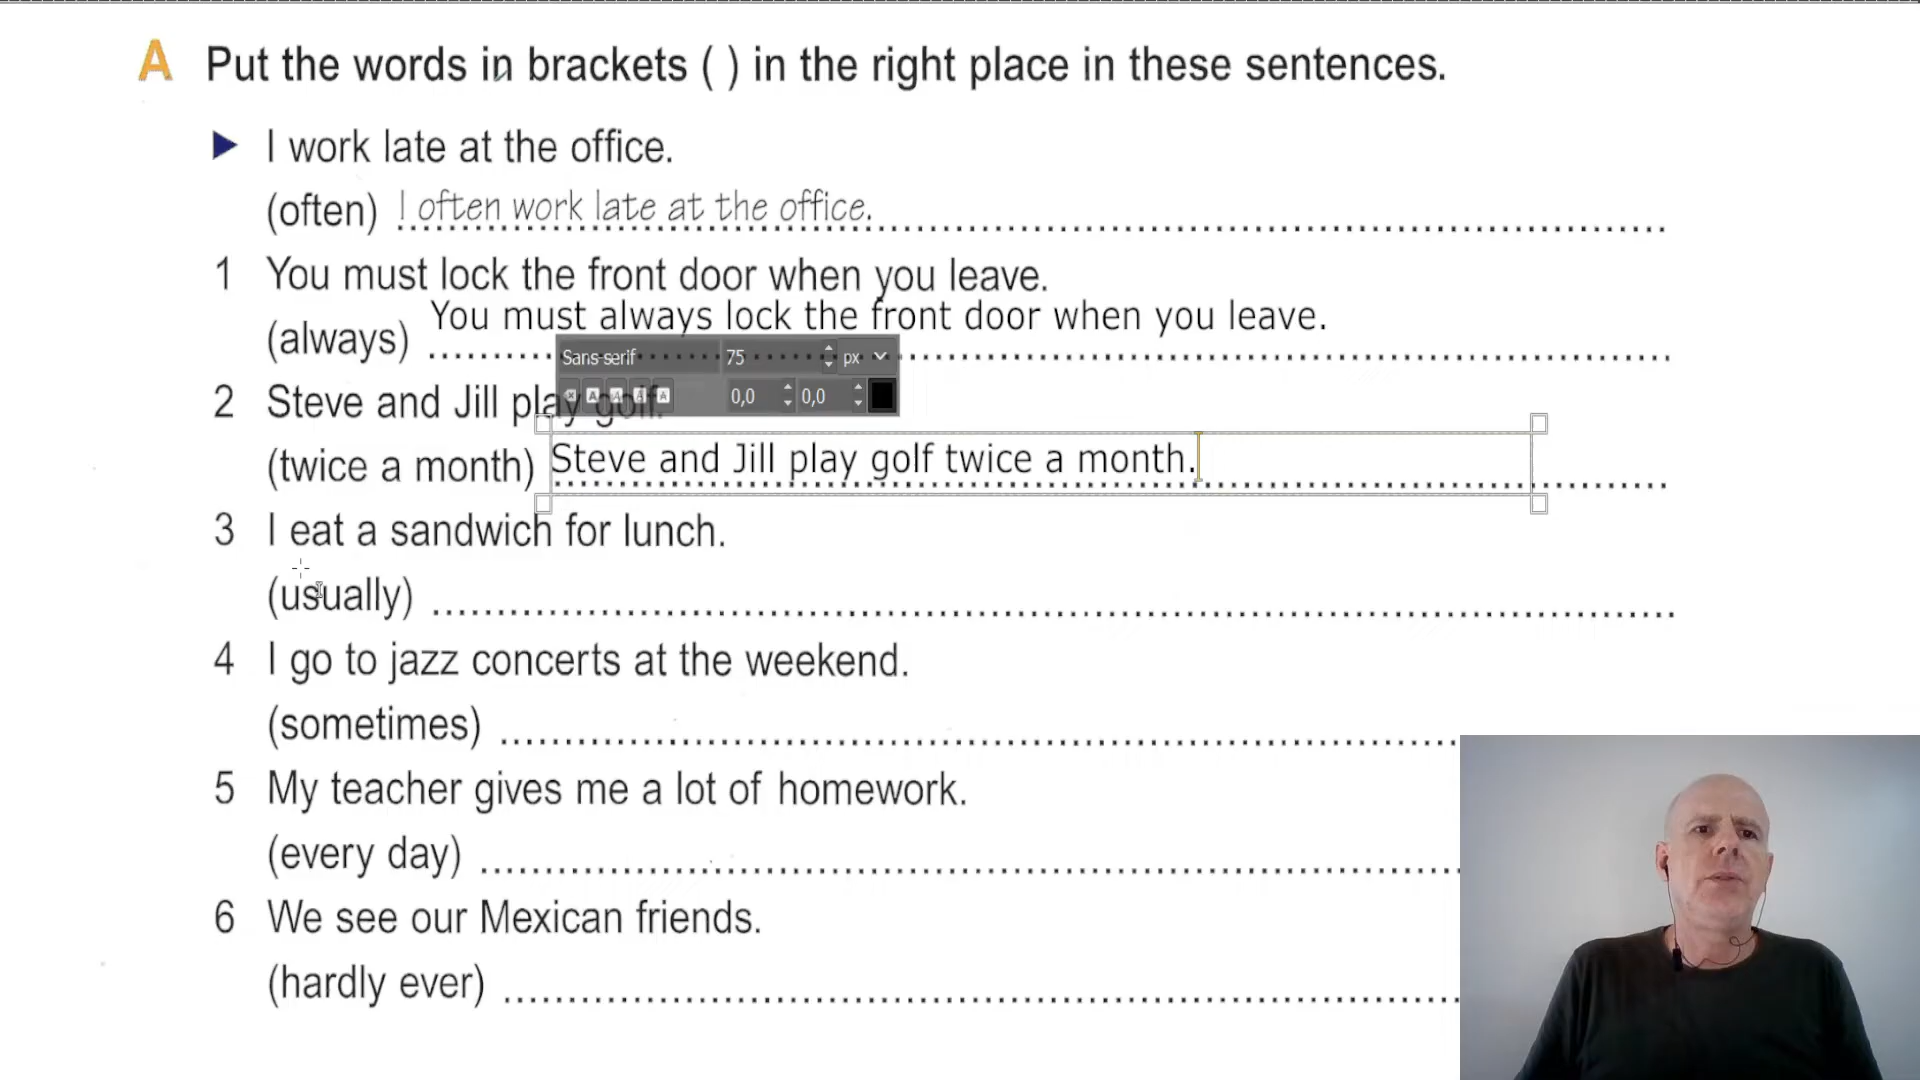 A Put the words in brackets ( ) in the right place in these sentences.
I work late at the office.
(often) I often work late at the office.
1 You must lock the front door when you leave.
You must always lock the front door when you leave.
(always)
Sans-serif 75 px
0,0 0,0
2 Steve and Jill play golf.
(twice a month) Steve and Jill play golf twice a month.
3 I eat a sandwich for lunch.
(usually)
4 I go to jazz concerts at the weekend.
(sometimes)
5 My teacher gives me a lot of homework.
(every day)
6 We see our Mexican friends.
(hardly ever)